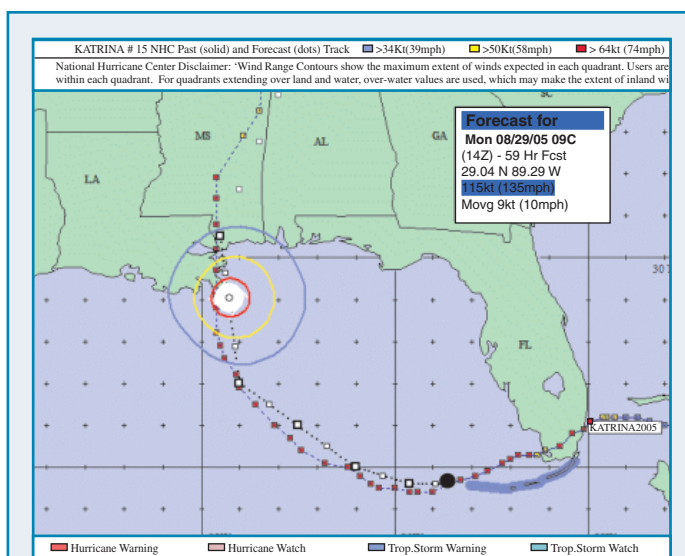 KATRINA # 15 NHC Past (solid) and Forecast (dots) Track >34Kt(39mph) >50Kt(58mph) > 64kt (74mph)
National Hurricane Center Disclaimer: ‘Wind Range Contours show the maximum extent of winds expected in each quadrant. Users are
within each quadrant. For quadrants extending over land and water, over-water values are used, which may make the extent of inland wi
SC
MS
AL
GA
LA
Forecast for
Mon 08/29/05 09C
(14Z) - 59 Hr Fcst
29.04 N 89.29 W
115kt (135mph)
Movg 9kt (10mph)
30
FL
KATRINA2005
Hurricane Warning Hurricane Watch Trop.Storm Warning Trop.Storm Watch